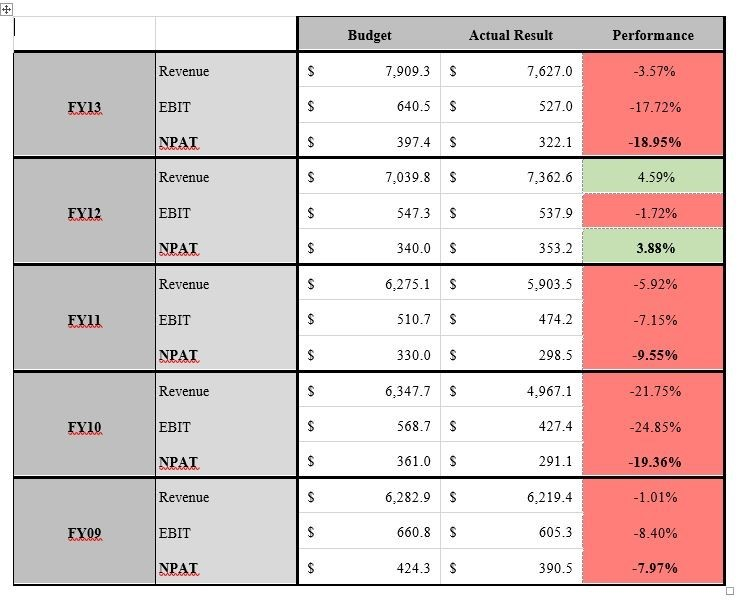 Budget Actual Result Performance
Revenue $ 7,909.3 $ 7,627.0 -3.57%
FY13 EBIT $ 640.5 $ 527.0 -17.72%
NPAT $ 397.4 $ 322.1 -18.95%
Revenue $ 7,039.8 $ 7,362.6 4.59%
FY12 EBIT $ 547.3 $ 537.9 -1.72%
NPAT $ 340.0 $ 353.2 3.88%
Revenue $ 6,275.1 $ 5,903.5 -5.92%
FY11 EBIT $ 510.7 $ 474.2 -7.15%
NPAT $ 330.0 $ 298.5 -9.55%
Revenue $ 6,347.7 $ 4,967.1 -21.75%
FY10 EBIT $ 568.7 $ 427.4 -24.85%
NPAT $ 361.0 $ 291.1 -19.36%
Revenue $ 6,282.9 $ 6,219.4 -1.01%
FY09 EBIT $ 660.8 $ 605.3 -8.40%
NPAT $ 424.3 $ 390.5 -7.97%